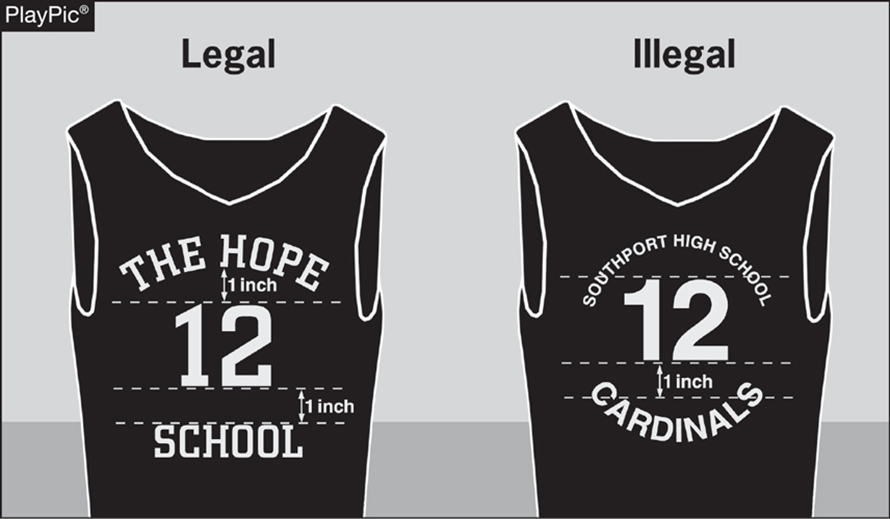 PlayPic®
Legal
THE HOPE
1 inch
12
1 inch
SCHOOL
Illegal
SOUTHPORT HIGH SCHOOL
12
1 inch
CARDINALS